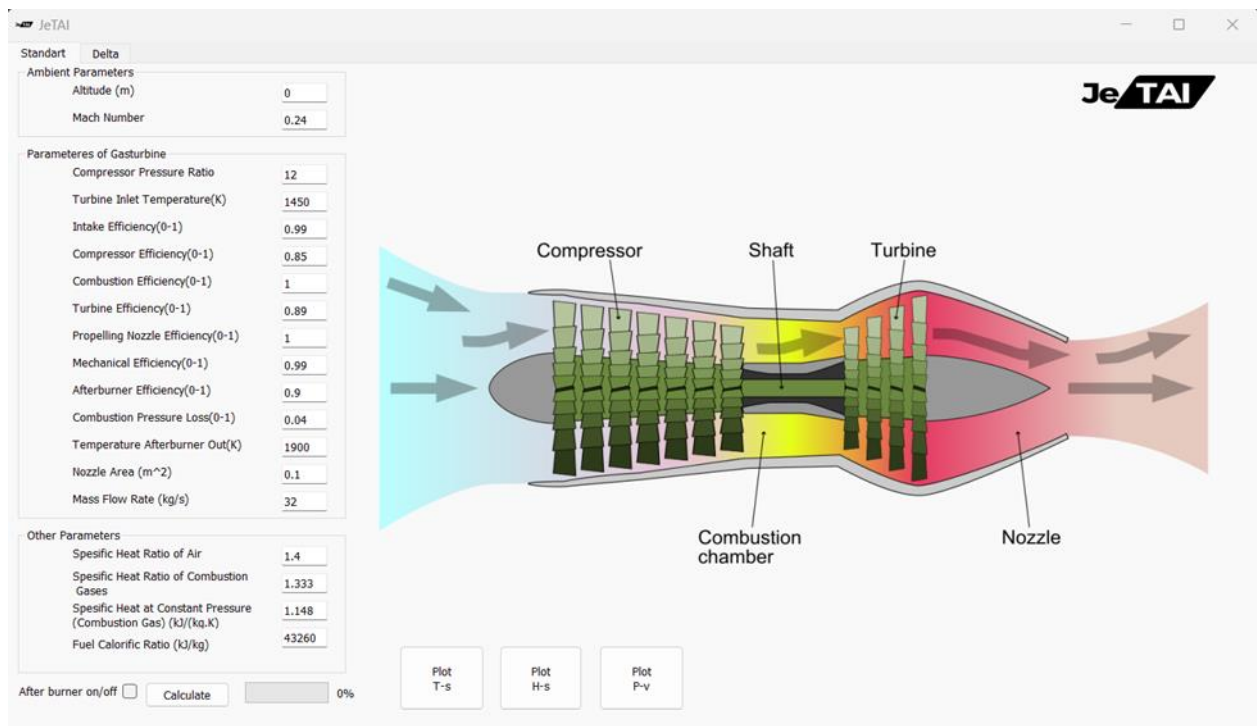 JeTAI
Standart Delta
Ambient Parameters
Altitude (m) 0
Mach Number 0.24
Parameteres of Gasturbine
Compressor Pressure Ratio 12
Turbine Inlet Temperature(K) 1450
Intake Efficiency(0-1) 0.99
Compressor Efficiency(0-1) 0.85
Combustion Efficiency(0-1) 1
Turbine Efficiency(0-1) 0.89
Propelling Nozzle Efficiency(0-1) 1
Mechanical Efficiency(0-1) 0.99
Afterburner Efficiency(0-1) 0.9
Combustion Pressure Loss(0-1) 0.04
Temperature Afterburner Out(K) 1900
Nozzle Area (m^2) 0.1
Mass Flow Rate (kg/s) 32
Other Parameters
Spesific Heat Ratio of Air 1.4
Spesific Heat Ratio of Combustion
Gases 1.333
Spesific Heat at Constant Pressure
(Combustion Gas) (kJ/(kq.K) 1.148
Fuel Calorific Ratio (kJ/kg) 43260
After burner on/off Calculate 0%
JeTAI
Compressor Shaft Turbine
Combustion
chamber
Nozzle
Plot
T-s
Plot
H-s
Plot
P-v